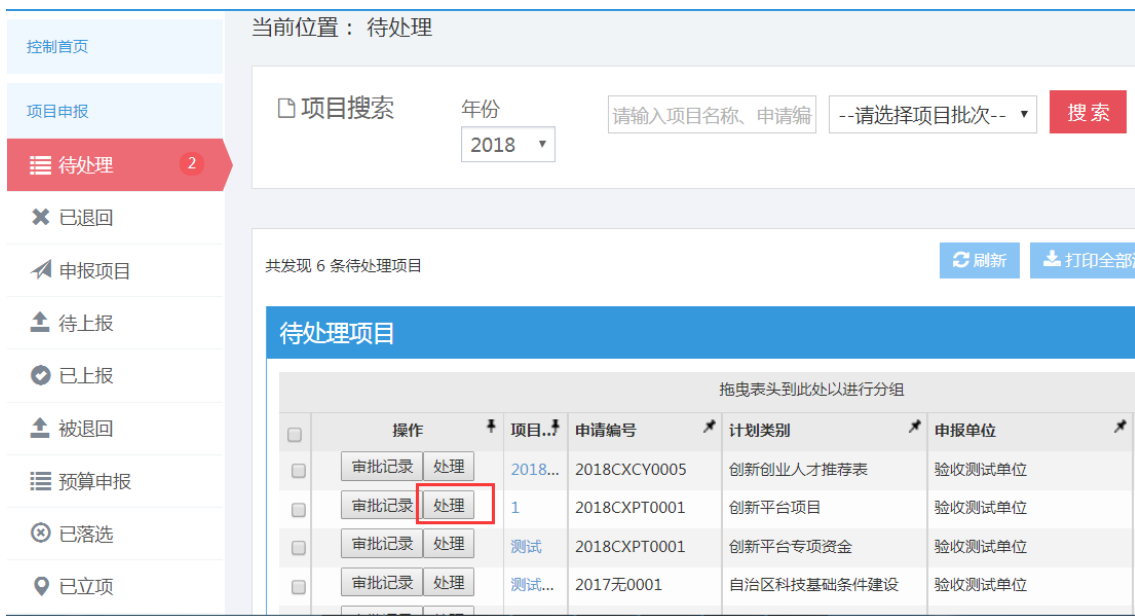 当前位置： 待处理
控制首页
项目申报
待处理 2
已退回
申报项目
待上报
已上报
被退回
预算申报
已落选
已立项
项目搜索 年份 请输入项目名称、申请编 --请选择项目批次-- 搜索
2018
共发现 6 条待处理项目 刷新 打印全部
待处理项目
拖曳表头到此处以进行分组
操作 项目... 申请编号 计划类别 申报单位
审批记录 处理 2018... 2018CXCY0005 创新创业人才推荐表 验收测试单位
审批记录 处理 1 2018CXPT0001 创新平台项目 验收测试单位
审批记录 处理 测试 2018CXPT0001 创新平台专项资金 验收测试单位
审批记录 处理 测试... 2017无0001 自治区科技基础条件建设 验收测试单位